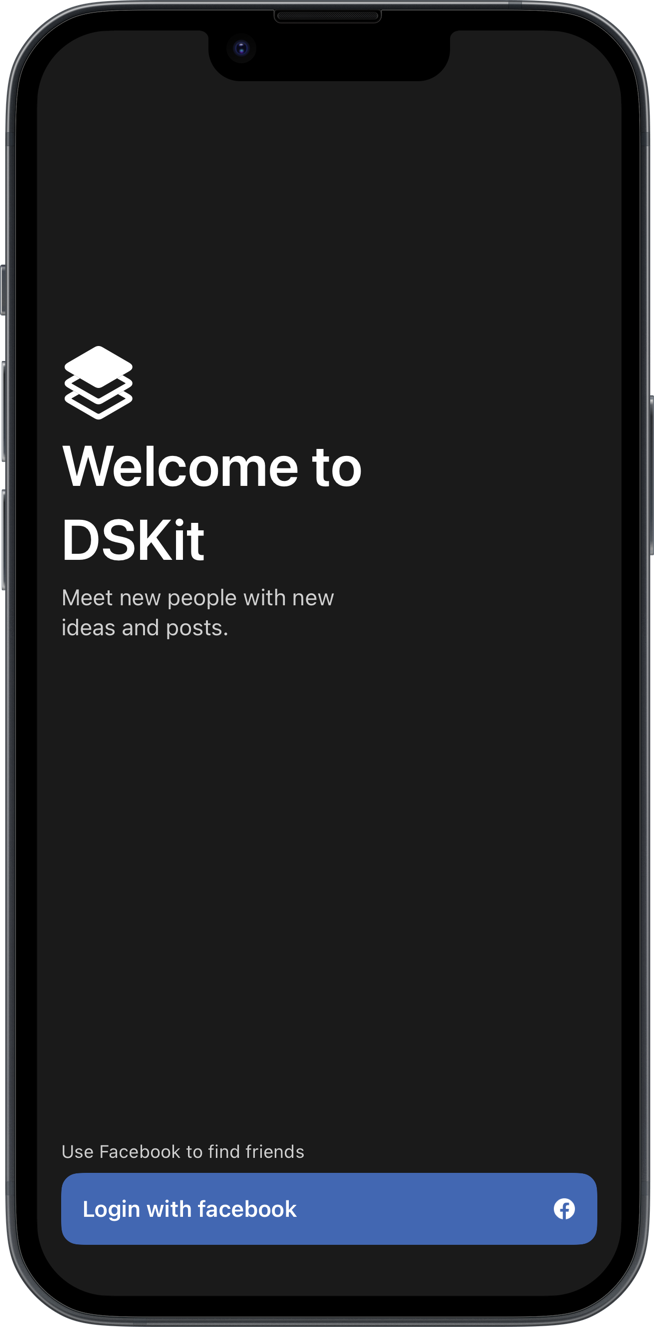 Welcome to
DSKit
Meet new people with new
ideas and posts.
Use Facebook to find friends
Login with facebook